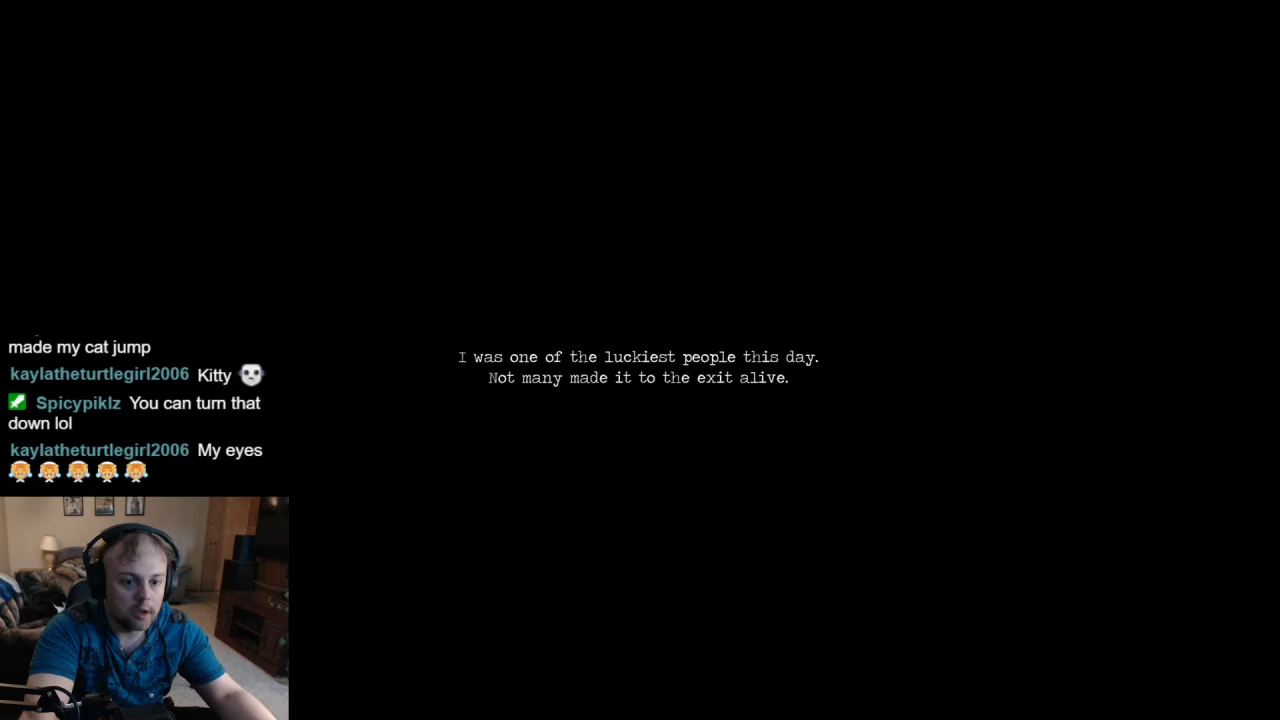 made my cat jump
kaylatheturtlegirl2006 Kitty
Spicypiklz You can turn that
down lol
kaylatheturtlegirl2006 My eyes
I was one of the luckiest people this day.
Not many made it to the exit alive.